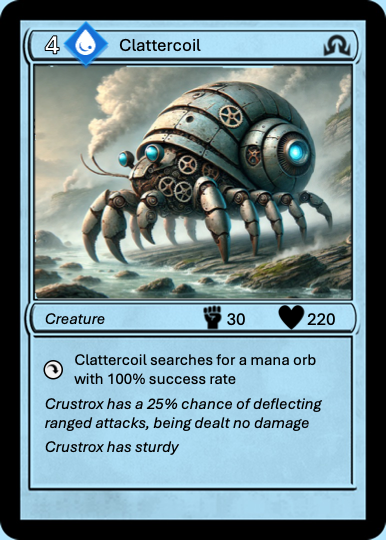 4 Clattercoil
Creature 30 220
Clattercoil searches for a mana orb
with 100% success rate
Crustrox has a 25% chance of deflecting
ranged attacks, being dealt no damage
Crustrox has sturdy